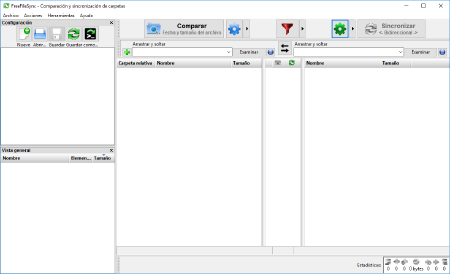 FreeFileSync - Comparación y sincronización de carpetas
Archivo Acciones Herramientas Ayuda
Configuración
Nuevo Abrir... Guardar Guardar como...
Comparar
Fecha y tamaño del archivo
Sincronizar
<- Bidireccional ->
Arrastrar y soltar
Examinar
Arrastrar y soltar
Examinar
Carpeta relativa Nombre Tamaño
Nombre Tamaño
Vista general
Nombre Elemen... Tamaño
Estadísticas:
0 0 0 0 bytes 0 0 0